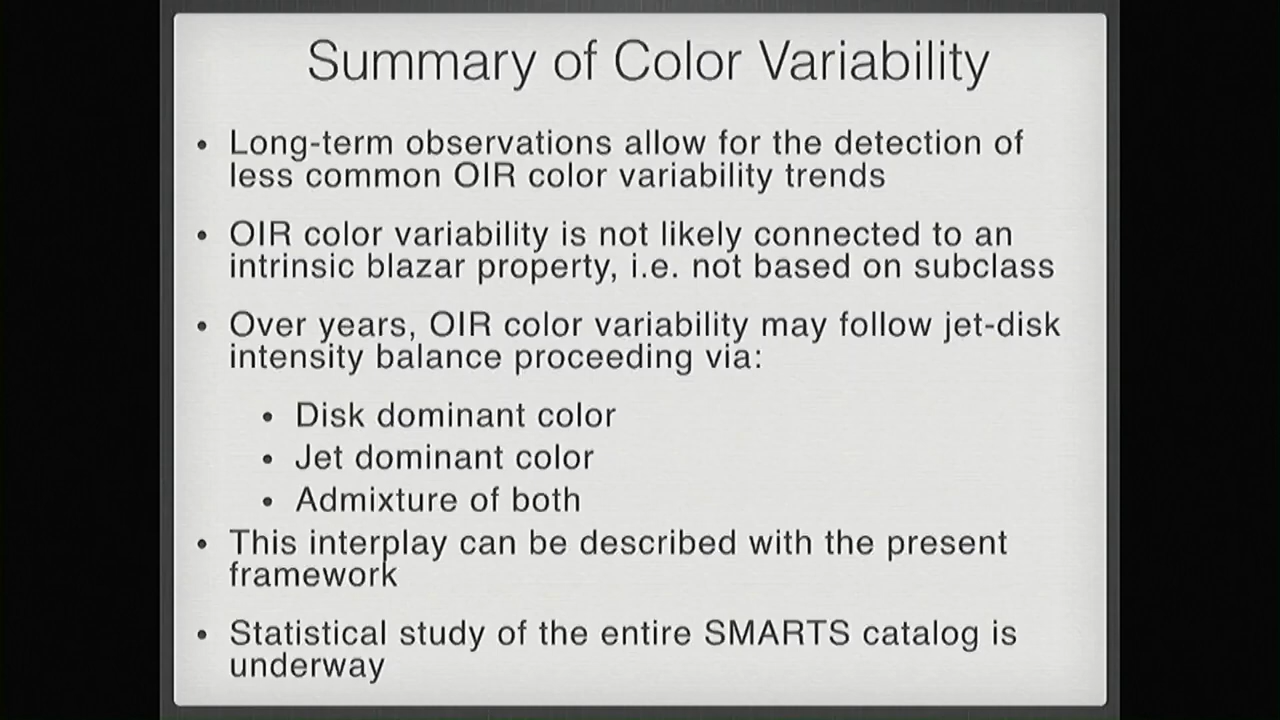 Summary of Color Variability
• Long-term observations allow for the detection of
less common OIR color variability trends
• OIR color variability is not likely connected to an
intrinsic blazar property, i.e. not based on subclass
• Over years, OIR color variability may follow jet-disk
intensity balance proceeding via:
• Disk dominant color
• Jet dominant color
• Admixture of both
• This interplay can be described with the present
framework
• Statistical study of the entire SMARTS catalog is
underway